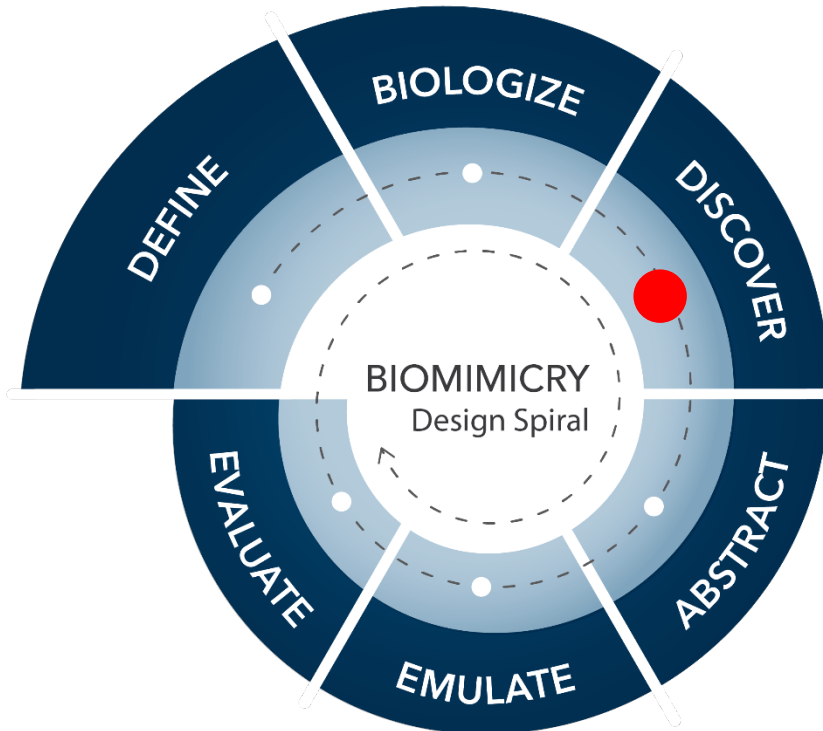 DEFINE
BIOLOGIZE
DISCOVER
ABSTRACT
EMULATE
EVALUATE
BIOMIMICRY
Design Spiral